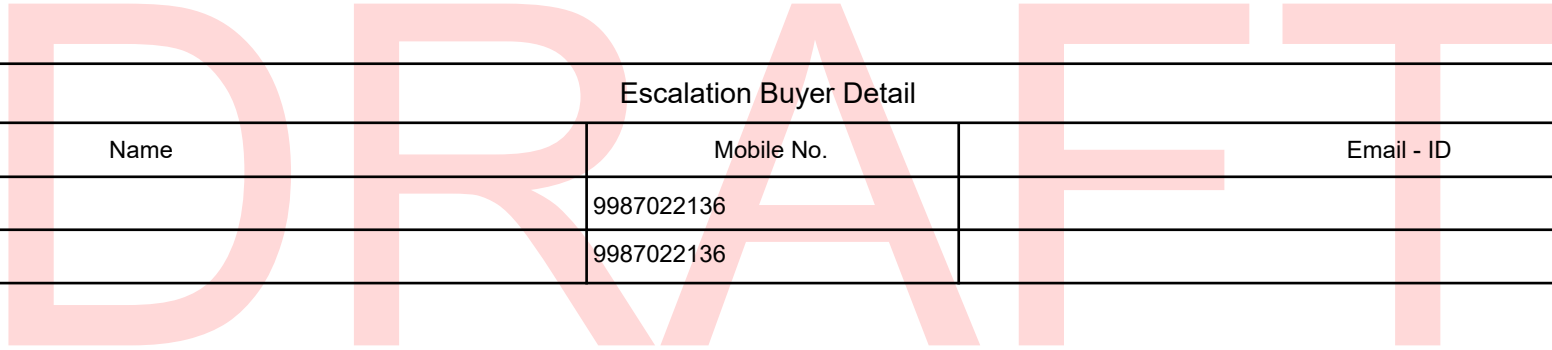 DRAFT
Escalation Buyer Detail
Name Mobile No. Email - ID
9987022136
9987022136